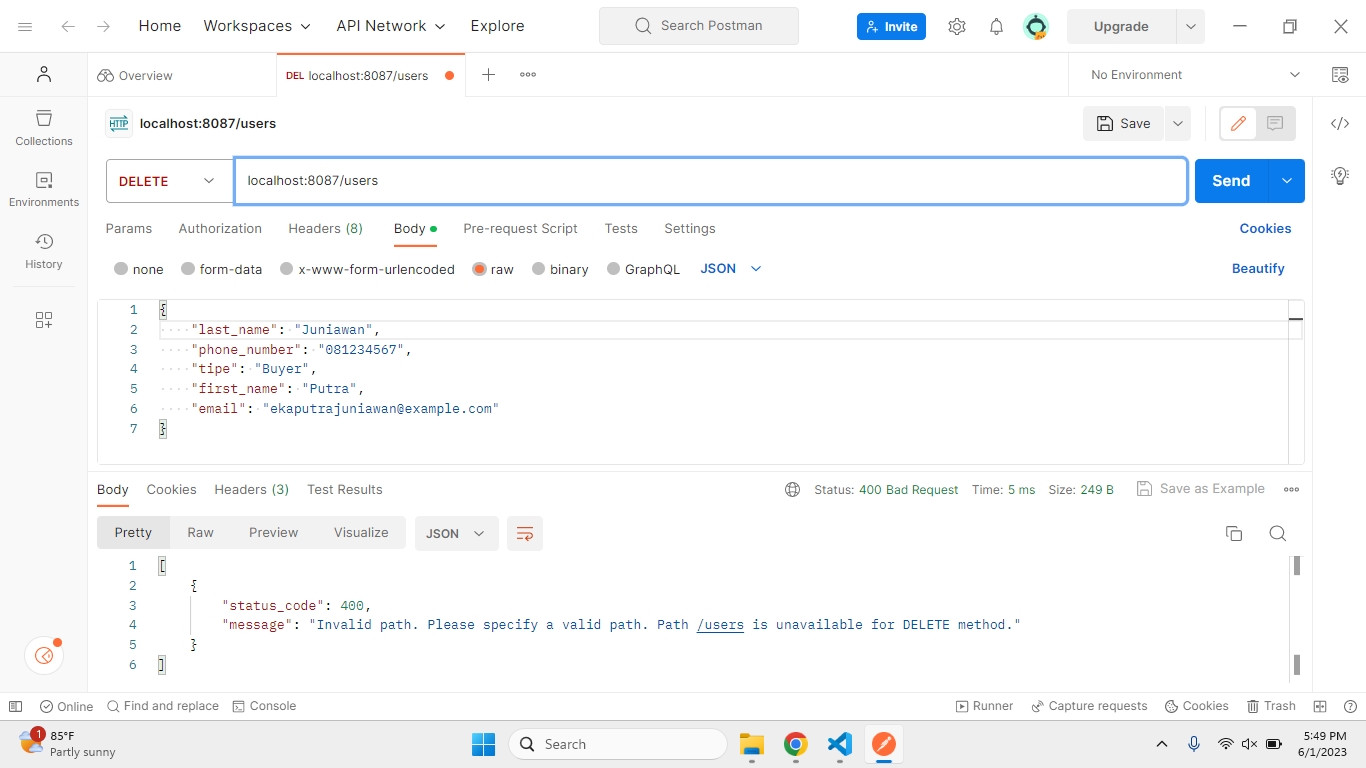 Home Workspaces API Network Explore Search Postman Invite Upgrade
Overview DEL localhost:8087/users No Environment
HTTP localhost:8087/users Save
Collections
Environments
History
DELETE localhost:8087/users Send
Params Authorization Headers (8) Body Pre-request Script Tests Settings Cookies
none form-data x-www-form-urlencoded raw binary GraphQL JSON Beautify
1 {
2 "last_name": "Juniawan",
3 "phone_number": "081234567",
4 "tipe": "Buyer",
5 "first_name": "Putra",
6 "email": "ekaputrajuniawan@example.com"
7 }
Body Cookies Headers (3) Test Results Status: 400 Bad Request Time: 5 ms Size: 249 B Save as Example
Pretty Raw Preview Visualize JSON
1 [
2 {
3 "status_code": 400,
4 "message": "Invalid path. Please specify a valid path. Path /users is unavailable for DELETE method."
5 }
6 ]
Online Find and replace Console Runner Capture requests Cookies Trash
1 85°F
Partly sunny
Search
5:49 PM
6/1/2023